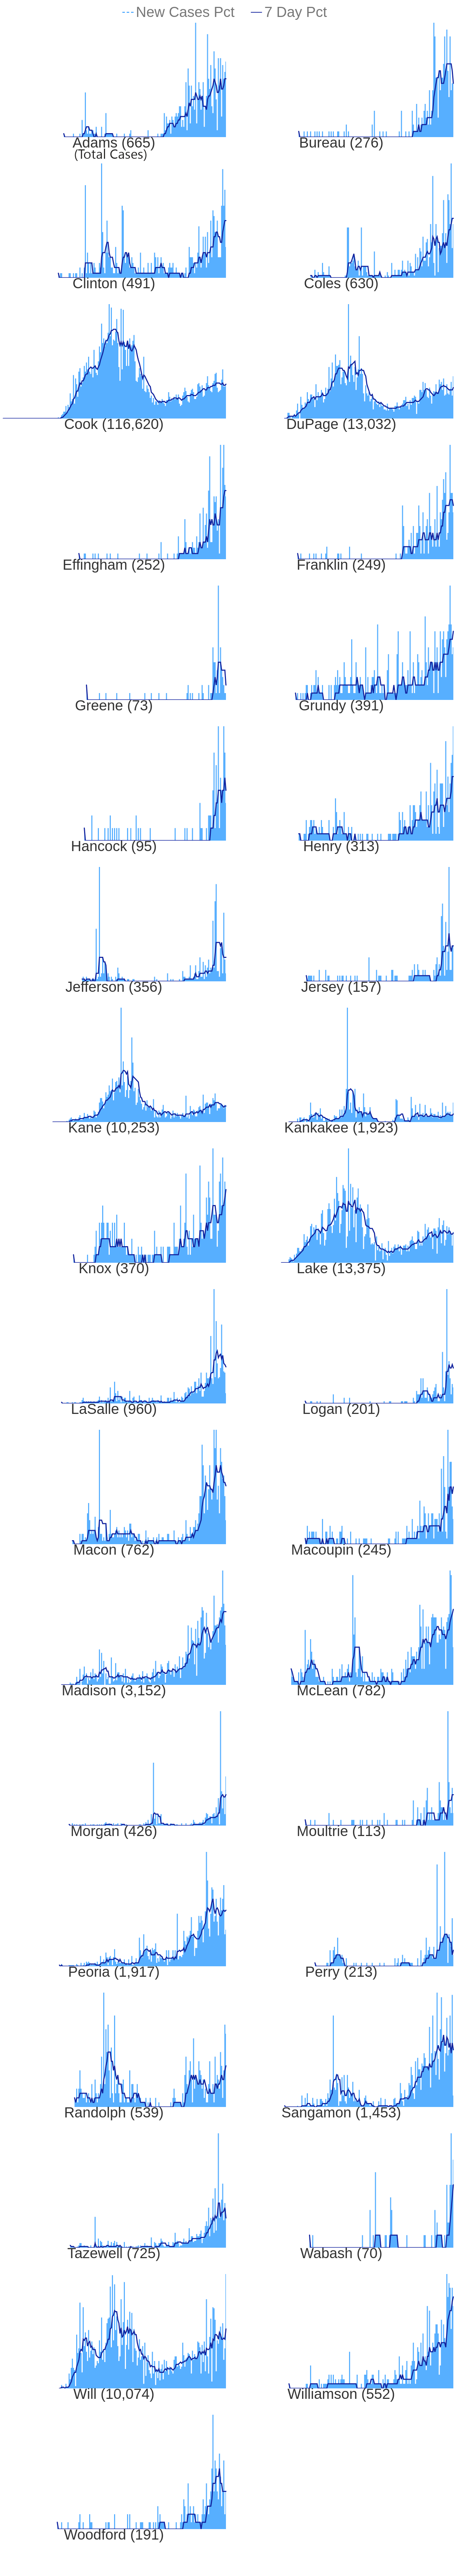 New Cases Pct 7 Day Pct
Adams (665) Bureau (276)
(Total Cases)
Clinton (491) Coles (630)
Cook (116,620) DuPage (13,032)
Effingham (252) Franklin (249)
Greene (73) Grundy (391)
Hancock (95) Henry (313)
Jefferson (356) Jersey (157)
Kane (10,253) Kankakee (1,923)
Knox (370) Lake (13,375)
LaSalle (960) Logan (201)
Macon (762) Macoupin (245)
Madison (3,152) McLean (782)
Morgan (426) Moultrie (113)
Peoria (1,917) Perry (213)
Randolph (539) Sangamon (1,453)
Tazewell (725) Wabash (70)
Will (10,074) Williamson (552)
Woodford (191)